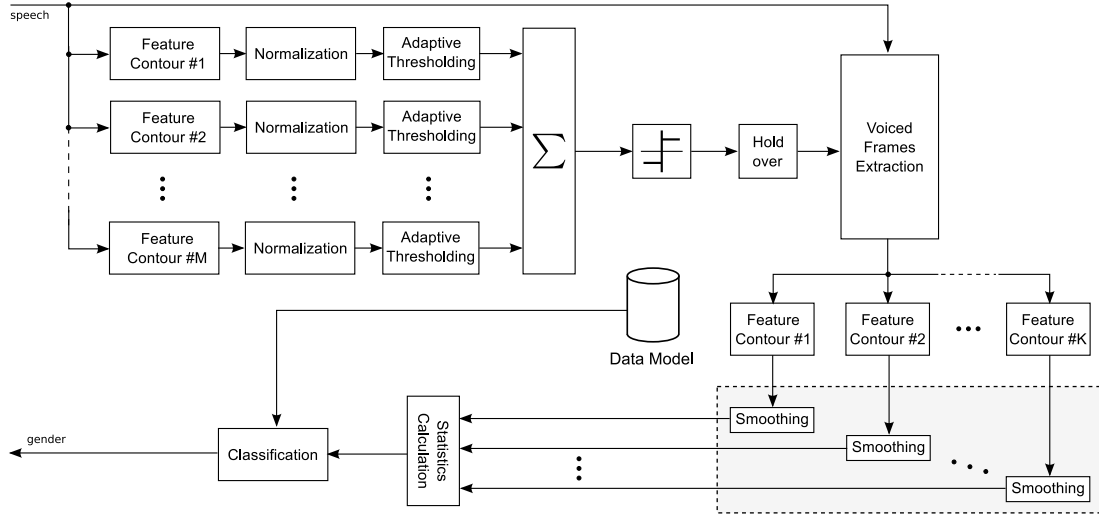 speech
Feature
Contour #1
Normalization
Adaptive
Thresholding
Feature
Contour #2
Normalization
Adaptive
Thresholding
Feature
Contour #M
Normalization
Adaptive
Thresholding
∑
Hold
over
Voiced
Frames
Extraction
Feature
Contour #1
Feature
Contour #2
Feature
Contour #K
Data Model
Smoothing
Smoothing
Smoothing
Statistics
Calculation
Classification
gender